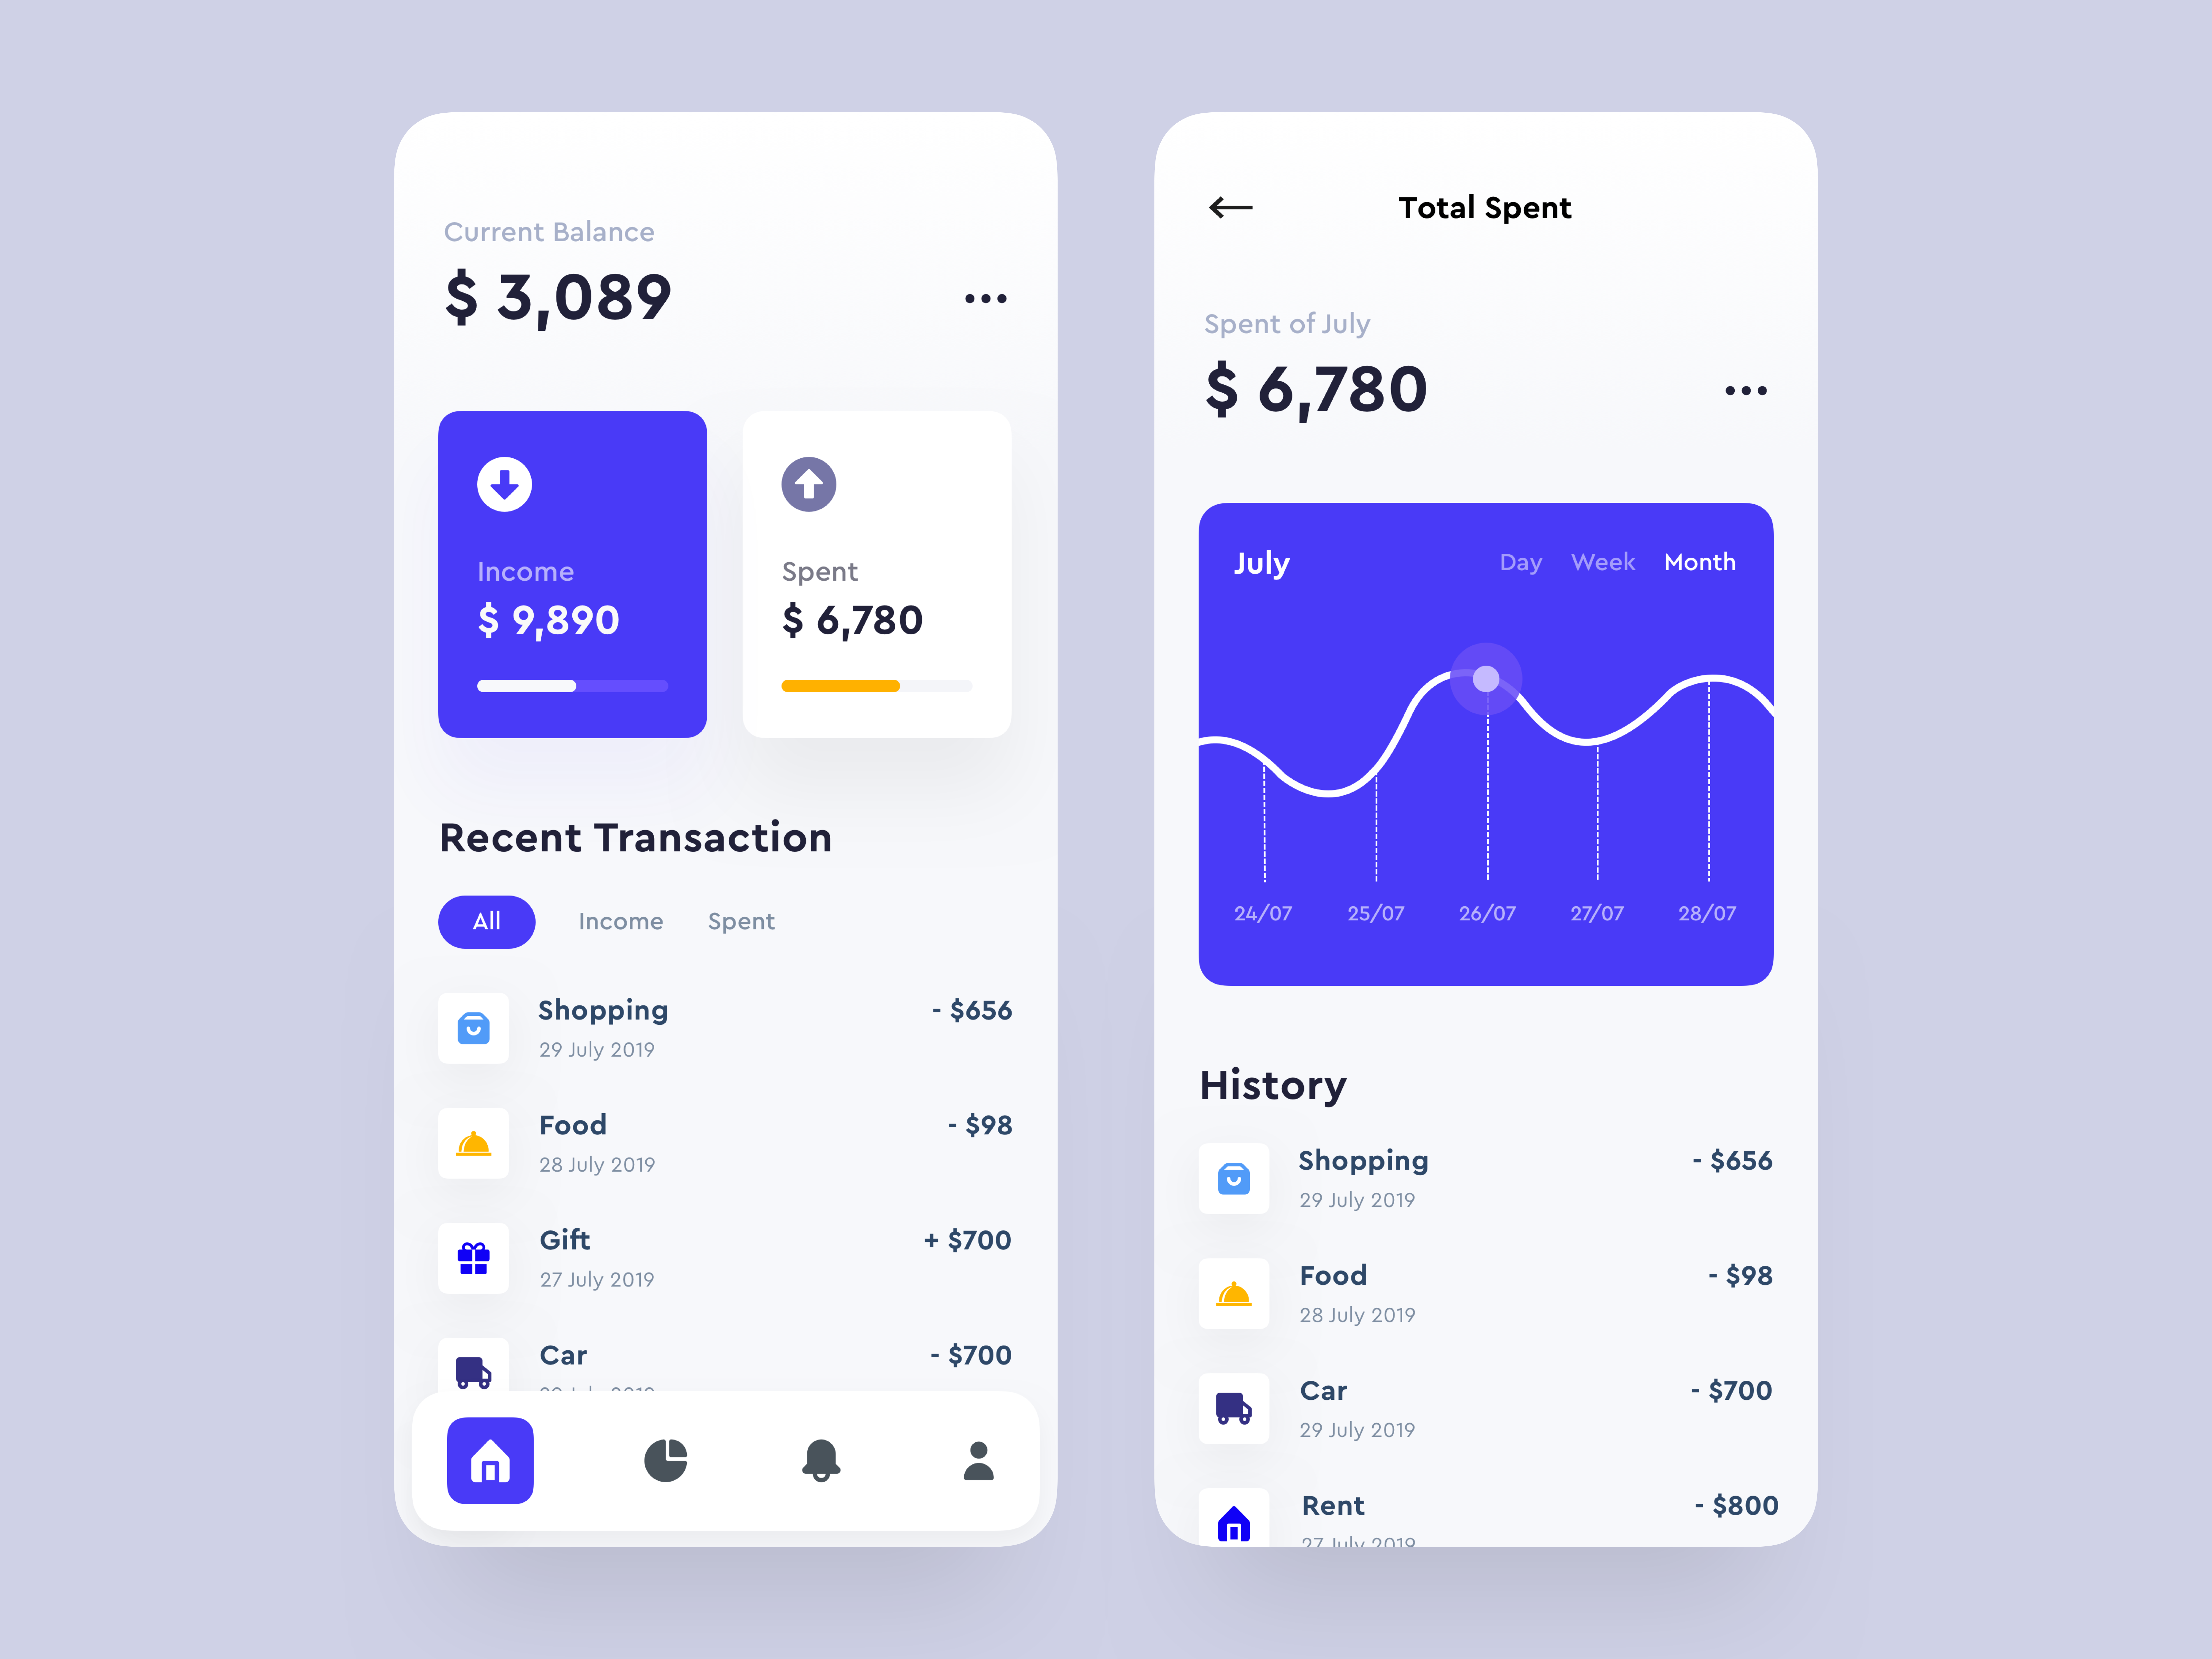 Current Balance
$ 3,089
Income
$ 9,890
Spent
$ 6,780
Recent Transaction
All Income Spent
Shopping - $656
29 July 2019
Food - $98
28 July 2019
Gift + $700
27 July 2019
Car - $700
Total Spent
Spent of July
$ 6,780
July Day Week Month
24/07 25/07 26/07 27/07 28/07
History
Shopping - $656
29 July 2019
Food - $98
28 July 2019
Car - $700
29 July 2019
Rent - $800
27 July 2019